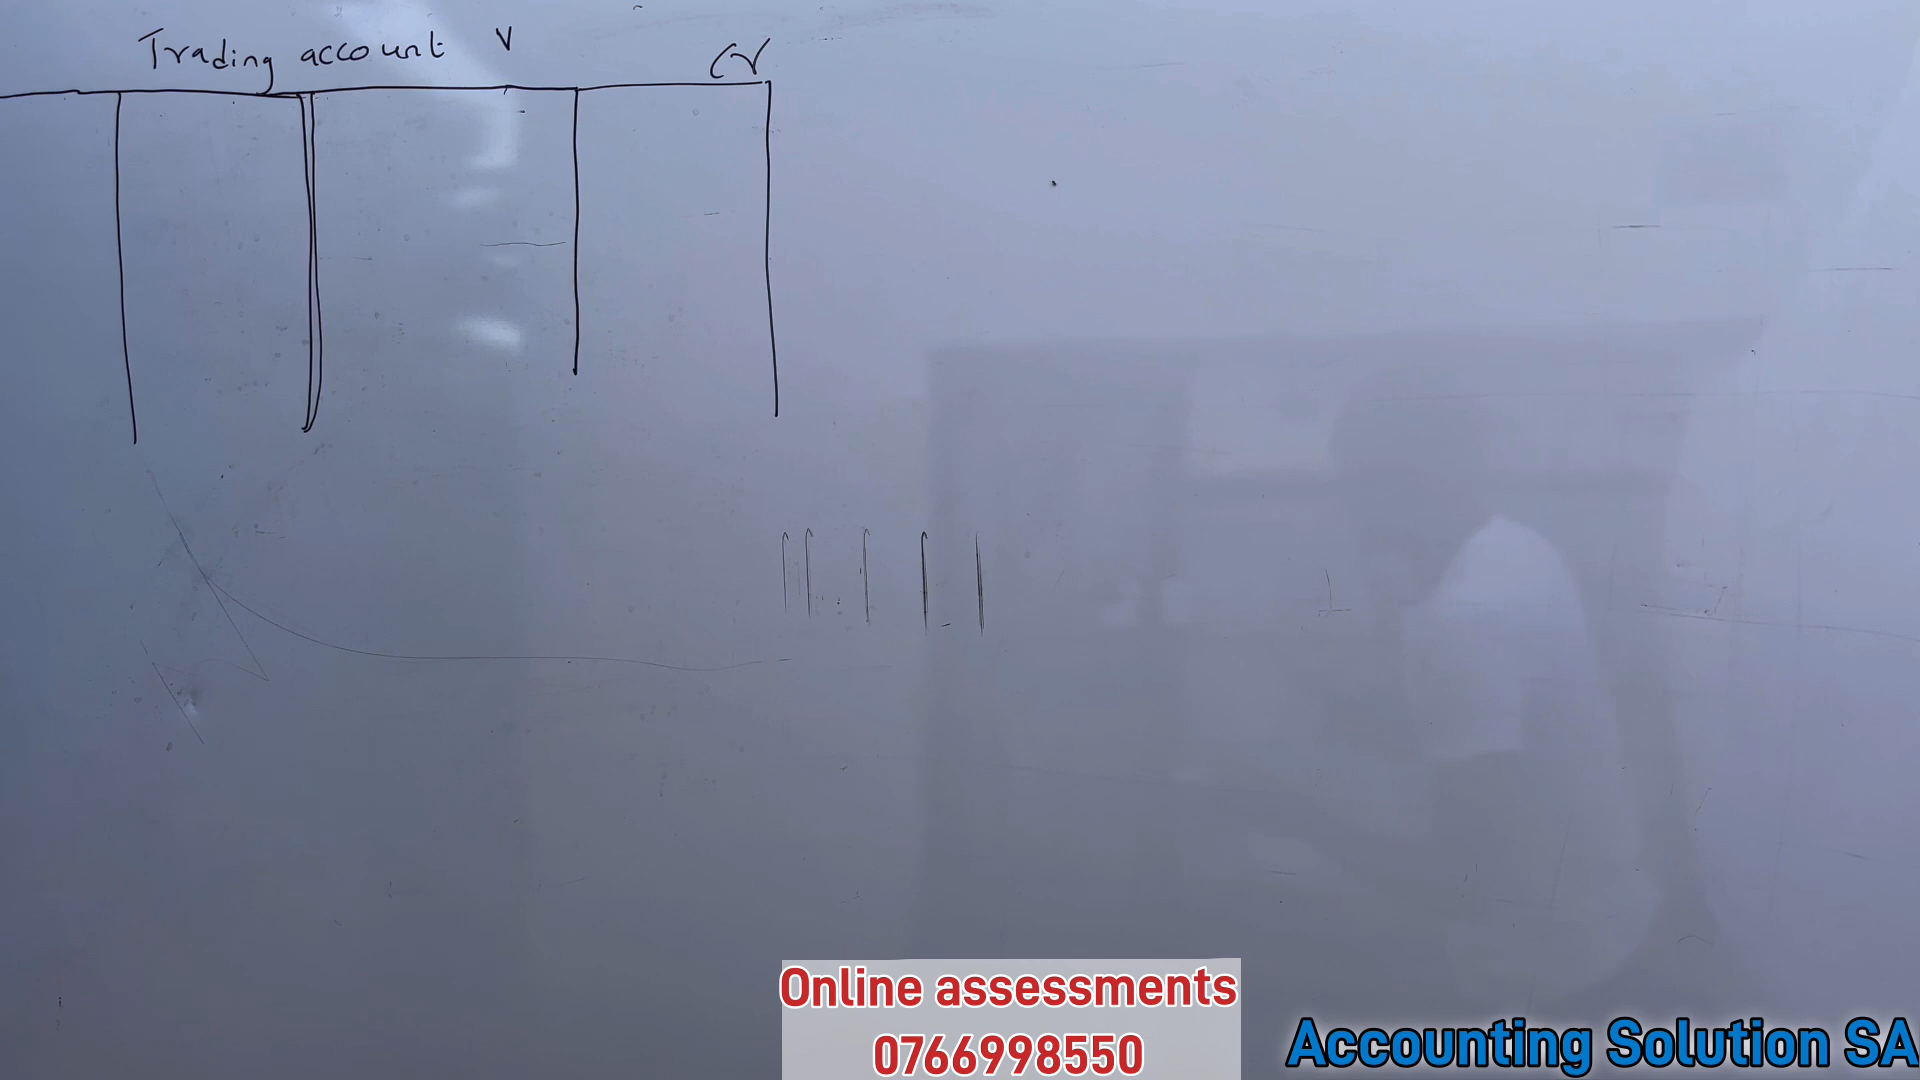 Trading account V Cr
Online assessments
0766998550
Accounting Solution SA